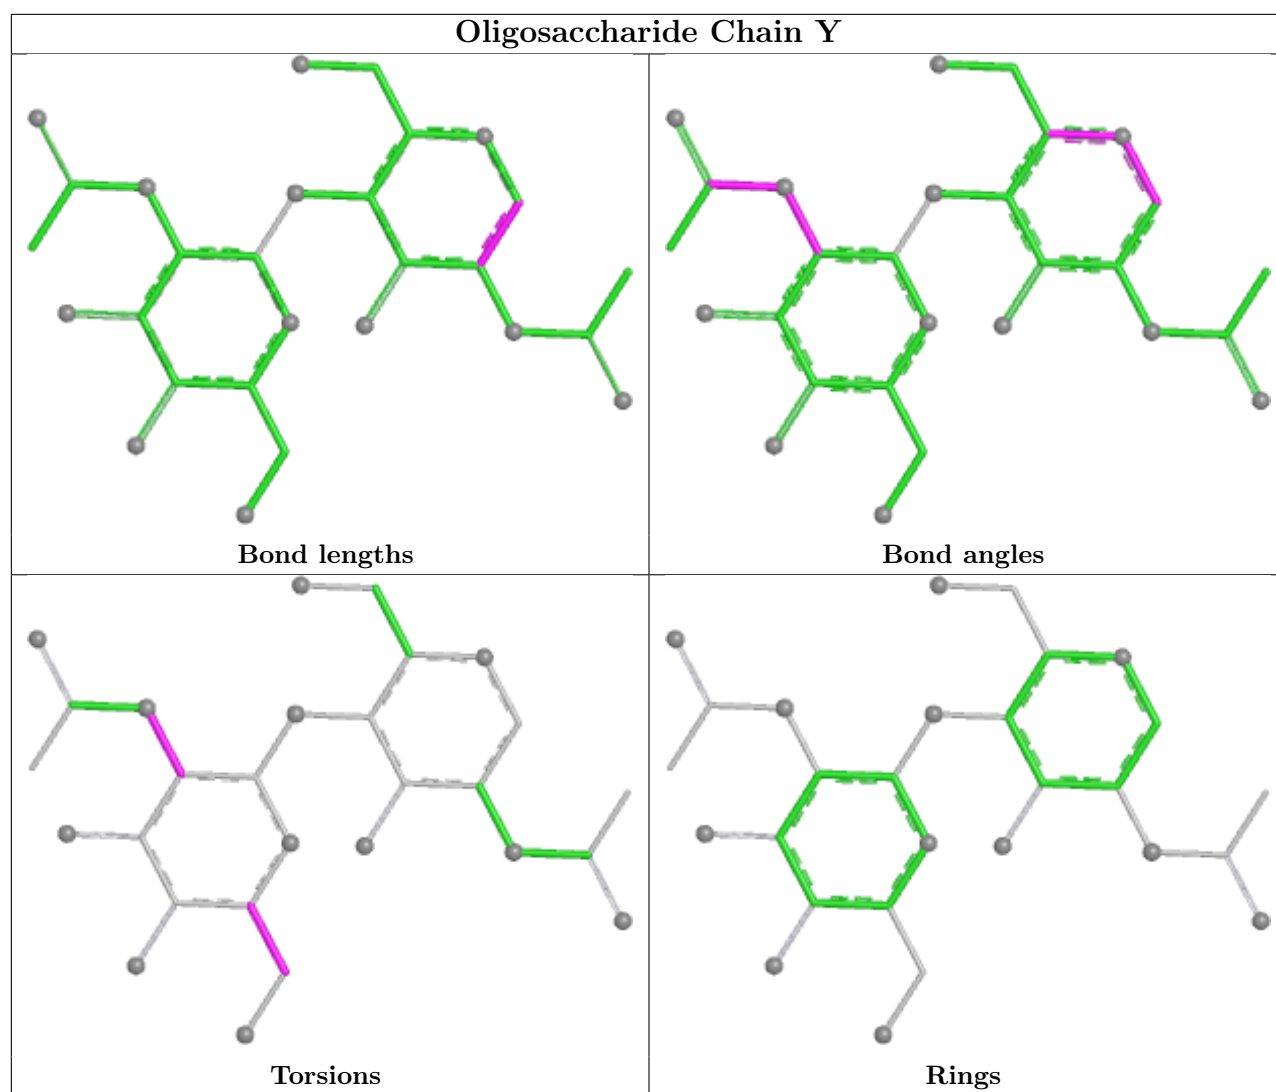 Oligosaccharide Chain Y
Bond lengths
Bond angles
Torsions
Rings